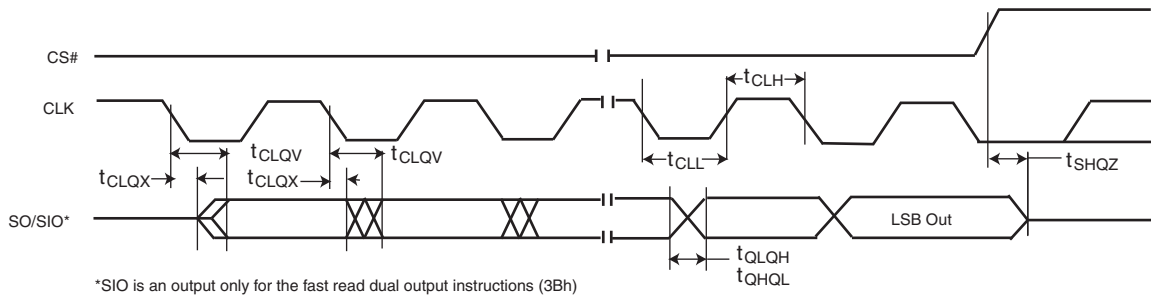 CS#
tCLH
CLK
tCLQV
tCLQV
tCLL
tSHQZ
tCLQX
tCLQX
SO/SIO*
LSB Out
tQLQH
tQHQL
*SIO is an output only for the fast read dual output instructions (3Bh)